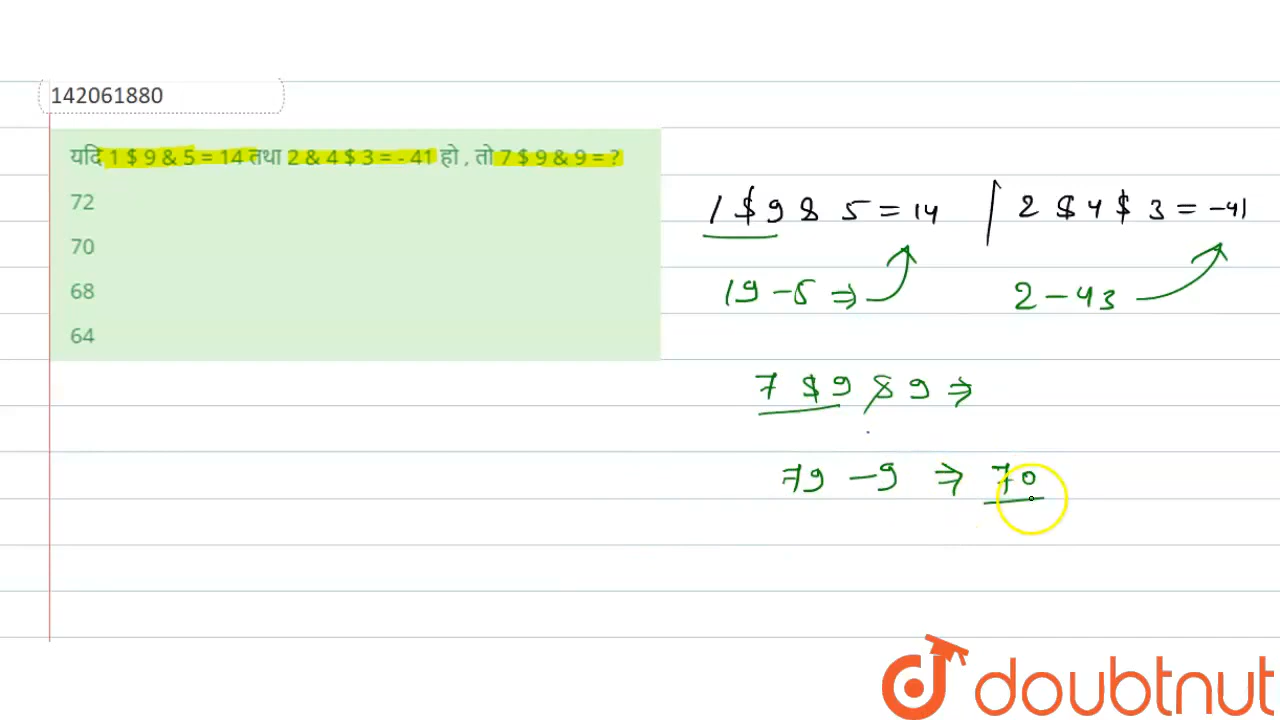 142061880
यदि 1 $ 9 & 5 = 14 तथा 2 & 4 $ 3 = - 41 हो , तो 7 $ 9 & 9 = ?
72
70
68
64
1 $ 9 & 5 = 14 | 2 & 4 $ 3 = -41
19 - 5 ⇒
2 - 43
7 $ 9 & 9 ⇒
79 - 9 ⇒ 70
doubtnut